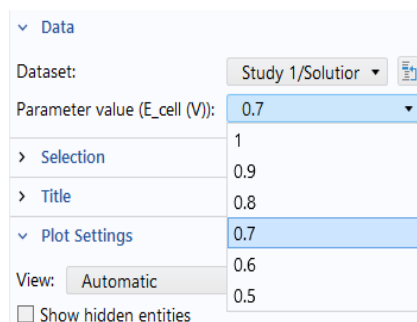 Data
Dataset: Study 1/Solutior
Parameter value (E_cell (V)): 0.7
1
Selection
0.9
Title
0.8
Plot Settings
0.7
0.6
View: Automatic
0.5
Show hidden entities